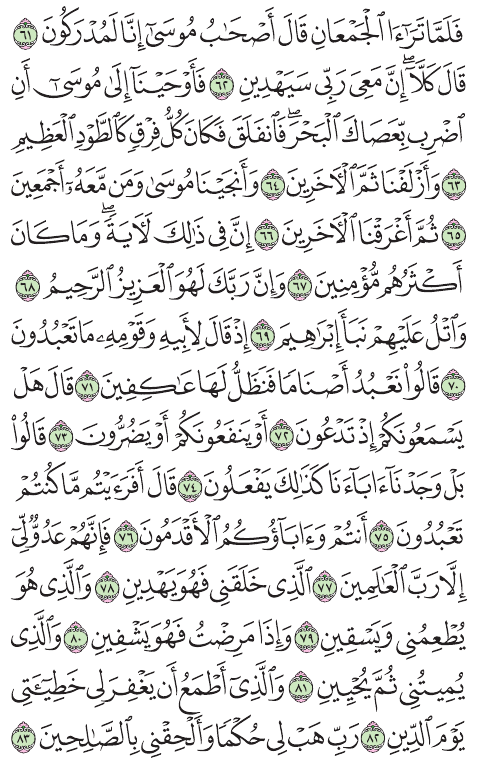 فَلَمَّا تَرَٰٓءَا ٱلۡجَمۡعَانِ قَالَ أَصۡحَٰبُ مُوسَىٰٓ إِنَّا لَمُدۡرَكُونَ ٦١
قَالَ كَلَّآۖ إِنَّ مَعِيَ رَبِّي سَيَهۡدِينِ ٦٢ فَأَوۡحَيۡنَآ إِلَىٰ مُوسَىٰٓ أَنِ
ٱضۡرِب بِّعَصَاكَ ٱلۡبَحۡرَۖ فَٱنفَلَقَ فَكَانَ كُلُّ فِرۡقٖ كَٱلطَّوۡدِ ٱلۡعَظِيمِ
٦٣ وَأَزۡلَفۡنَا ثَمَّ ٱلۡأٓخَرِينَ ٦٤ وَأَنجَيۡنَا مُوسَىٰ وَمَن مَّعَهُۥٓ أَجۡمَعِينَ
٦٥ ثُمَّ أَغۡرَقۡنَا ٱلۡأٓخَرِينَ ٦٦ إِنَّ فِي ذَٰلِكَ لَأٓيَةٗۖ وَمَا كَانَ
أَكۡثَرُهُم مُّؤۡمِنِينَ ٦٧ وَإِنَّ رَبَّكَ لَهُوَ ٱلۡعَزِيزُ ٱلرَّحِيمُ ٦٨
وَٱتۡلُ عَلَيۡهِمۡ نَبَأَ إِبۡرَٰهِيمَ ٦٩ إِذۡ قَالَ لِأَبِيهِ وَقَوۡمِهِۦ مَا تَعۡبُدُونَ
٧٠ قَالُواْ نَعۡبُدُ أَصۡنَامٗا فَنَظَلُّ لَهَا عَٰكِفِينَ ٧١ قَالَ هَلۡ
يَسۡمَعُونَكُمۡ إِذۡ تَدۡعُونَ ٧٢ أَوۡ يَنفَعُونَكُمۡ أَوۡ يَضُرُّونَ ٧٣ قَالُواْ
بَلۡ وَجَدۡنَآ ءَابَآءَنَا كَذَٰلِكَ يَفۡعَلُونَ ٧٤ قَالَ أَفَرَءَيۡتُم مَّا كُنتُمۡ
تَعۡبُدُونَ ٧٥ أَنتُمۡ وَءَابَآؤُكُمُ ٱلۡأَقۡدَمُونَ ٧٦ فَإِنَّهُمۡ عَدُوّٞ لِّيٓ
إِلَّا رَبَّ ٱلۡعَٰلَمِينَ ٧٧ ٱلَّذِي خَلَقَنِي فَهُوَ يَهۡدِينِ ٧٨ وَٱلَّذِي هُوَ
يُطۡعِمُنِي وَيَسۡقِينِ ٧٩ وَإِذَا مَرِضۡتُ فَهُوَ يَشۡفِينِ ٨٠ وَٱلَّذِي
يُمِيتُنِي ثُمَّ يُحۡيِينِ ٨١ وَٱلَّذِيٓ أَطۡمَعُ أَن يَغۡفِرَ لِي خَطِيٓـَٔتِي
يَوۡمَ ٱلدِّينِ ٨٢ رَبِّ هَبۡ لِي حُكۡمٗا وَأَلۡحِقۡنِي بِٱلصَّٰلِحِينَ ٨٣